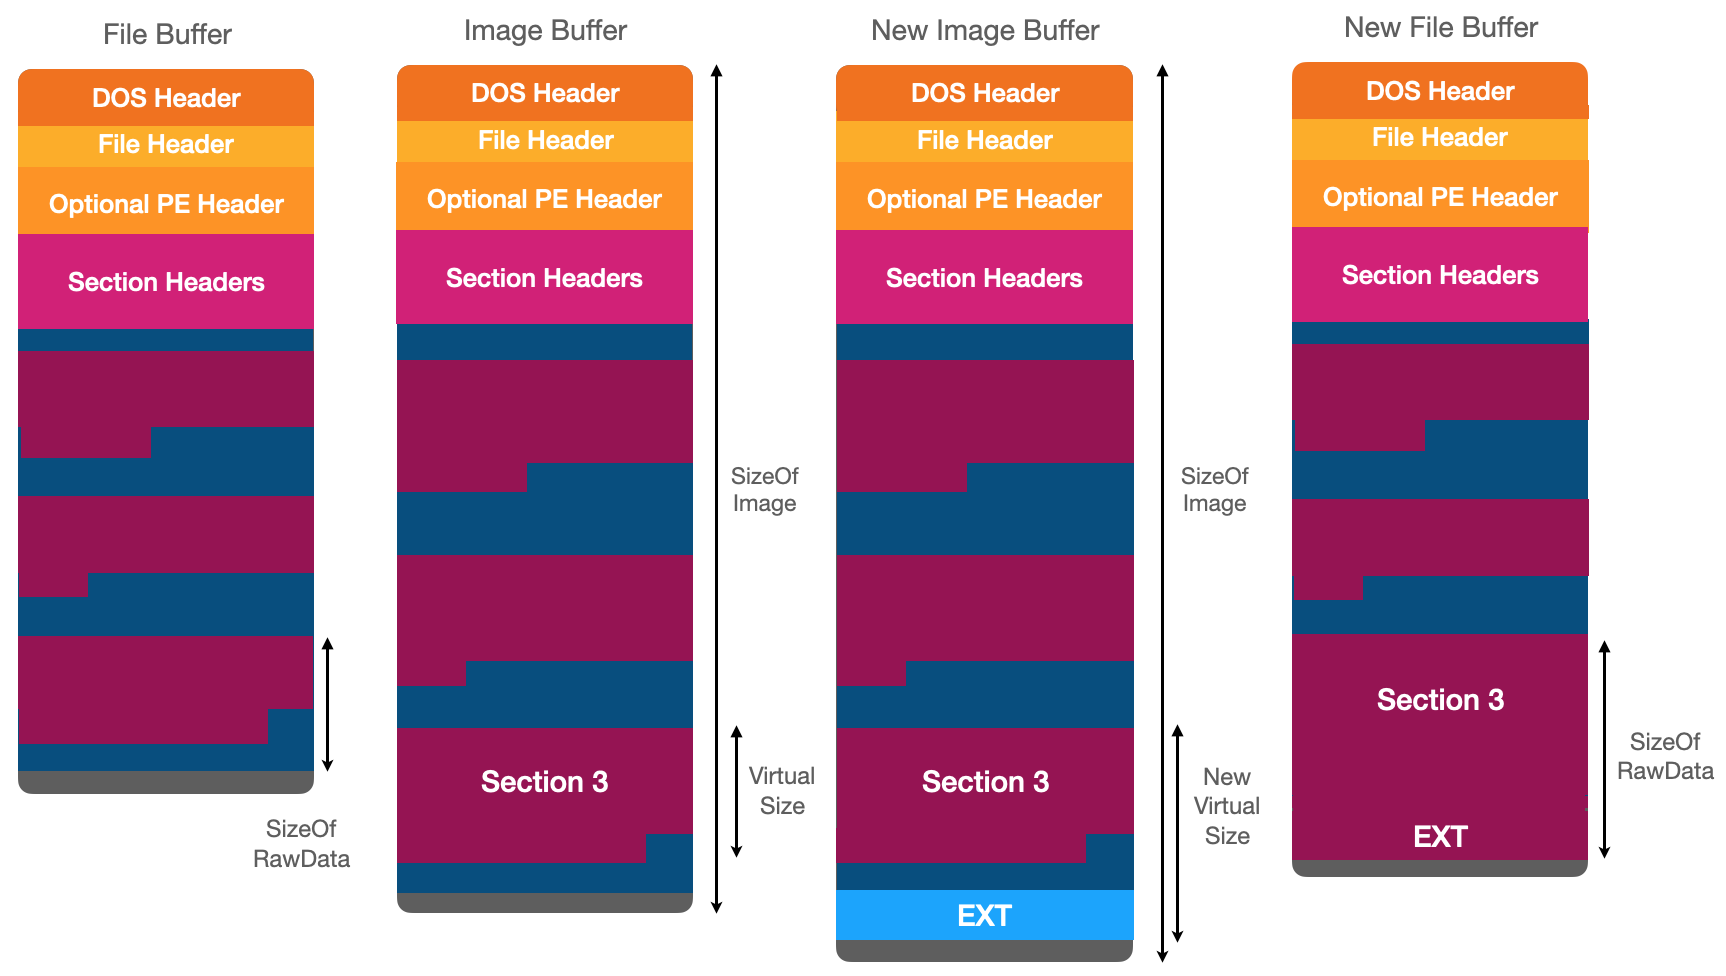 File Buffer
DOS Header
File Header
Optional PE Header
Section Headers
SizeOf
RawData
Image Buffer
DOS Header
File Header
Optional PE Header
Section Headers
Section 3
SizeOf
Image
Virtual
Size
New Image Buffer
DOS Header
File Header
Optional PE Header
Section Headers
Section 3
EXT
SizeOf
Image
New
Virtual
Size
New File Buffer
DOS Header
File Header
Optional PE Header
Section Headers
Section 3
EXT
SizeOf
RawData